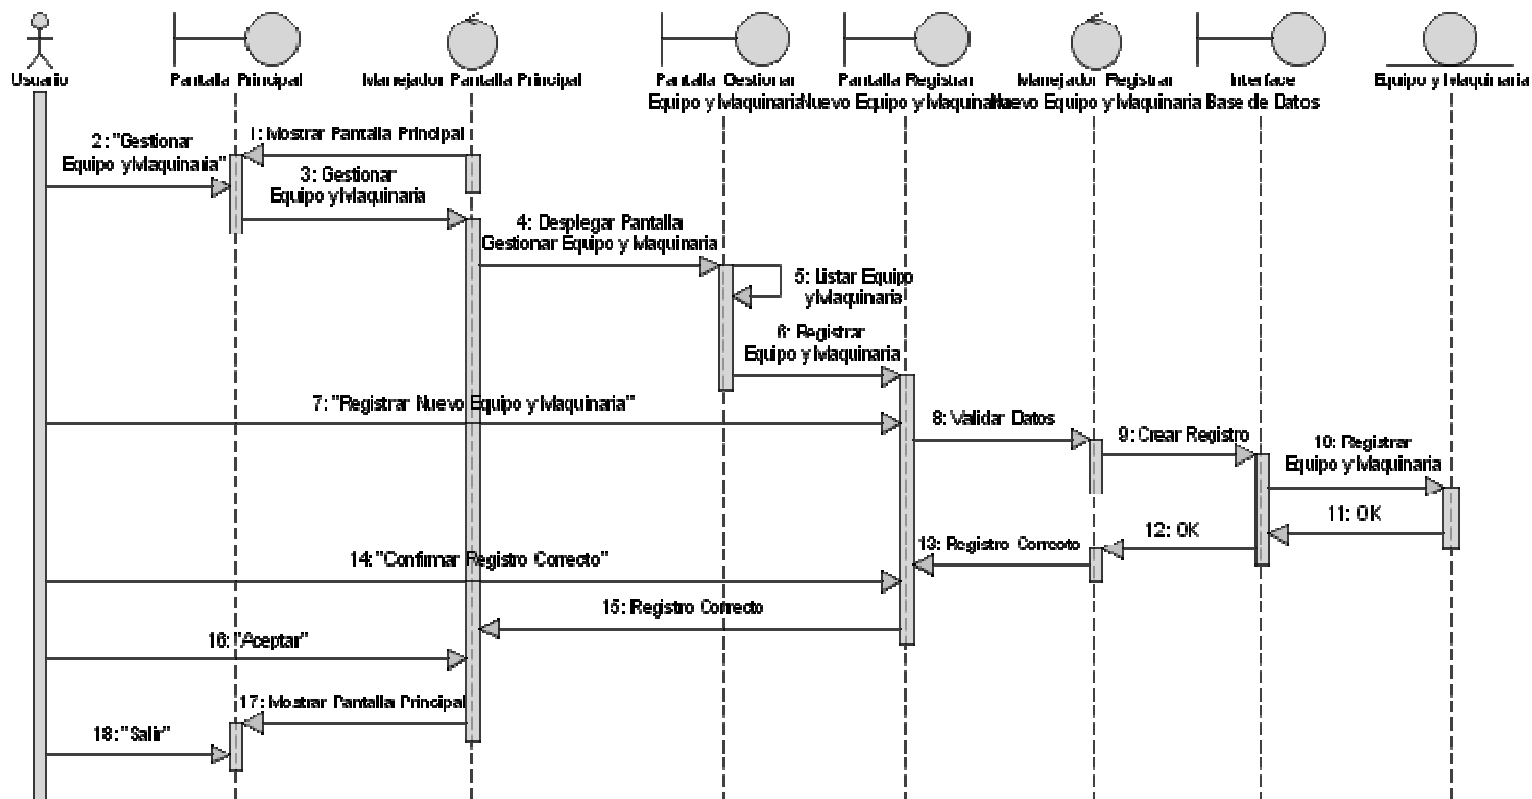 Usuario
Pantalla Principal
Manejador Pantalla Principal
Pantalla Gestionar
Equipo y Maquinaria
Pantalla Registrar
Nuevo Equipo y Maquinaria
Manejador Registrar
Nuevo Equipo y Maquinaria
Interface
Base de Datos
Equipo y Maquinaria
1: Mostrar Pantalla Principal
2: "Gestionar
Equipo y Maquinaria"
3: Gestionar
Equipo y Maquinaria
4: Desplegar Pantalla
Gestionar Equipo y Maquinaria
5: Listar Equipo
y Maquinaria
6: Registrar
Equipo y Maquinaria
7: "Registrar Nuevo Equipo y Maquinaria"
8: Validar Datos
9: Crear Registro
10: Registrar
Equipo y Maquinaria
11: OK
12: OK
13: Registro Correcto
14: "Confirmar Registro Correcto"
15: Registro Correcto
16: "Aceptar"
17: Mostrar Pantalla Principal
18: "Salir"